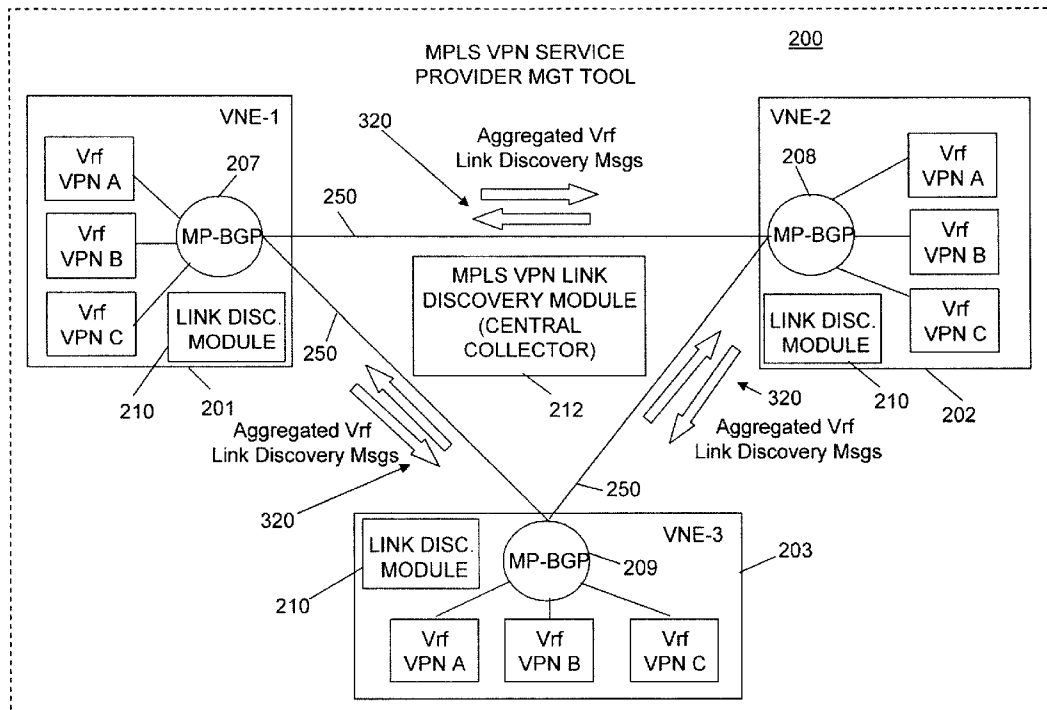 200
MPLS VPN SERVICE
PROVIDER MGT TOOL
VNE-1
Vrf
VPN A
Vrf
VPN B
Vrf
VPN C
207
MP-BGP
LINK DISC.
MODULE
210
201
320
Aggregated Vrf
Link Discovery Msgs
250
VNE-2
208
MP-BGP
Vrf
VPN A
Vrf
VPN B
Vrf
VPN C
LINK DISC.
MODULE
210
202
MPLS VPN LINK
DISCOVERY MODULE
(CENTRAL
COLLECTOR)
212
250
Aggregated Vrf
Link Discovery Msgs
320
320
Aggregated Vrf
Link Discovery Msgs
250
VNE-3
203
LINK DISC.
MODULE
210
MP-BGP
209
Vrf
VPN A
Vrf
VPN B
Vrf
VPN C